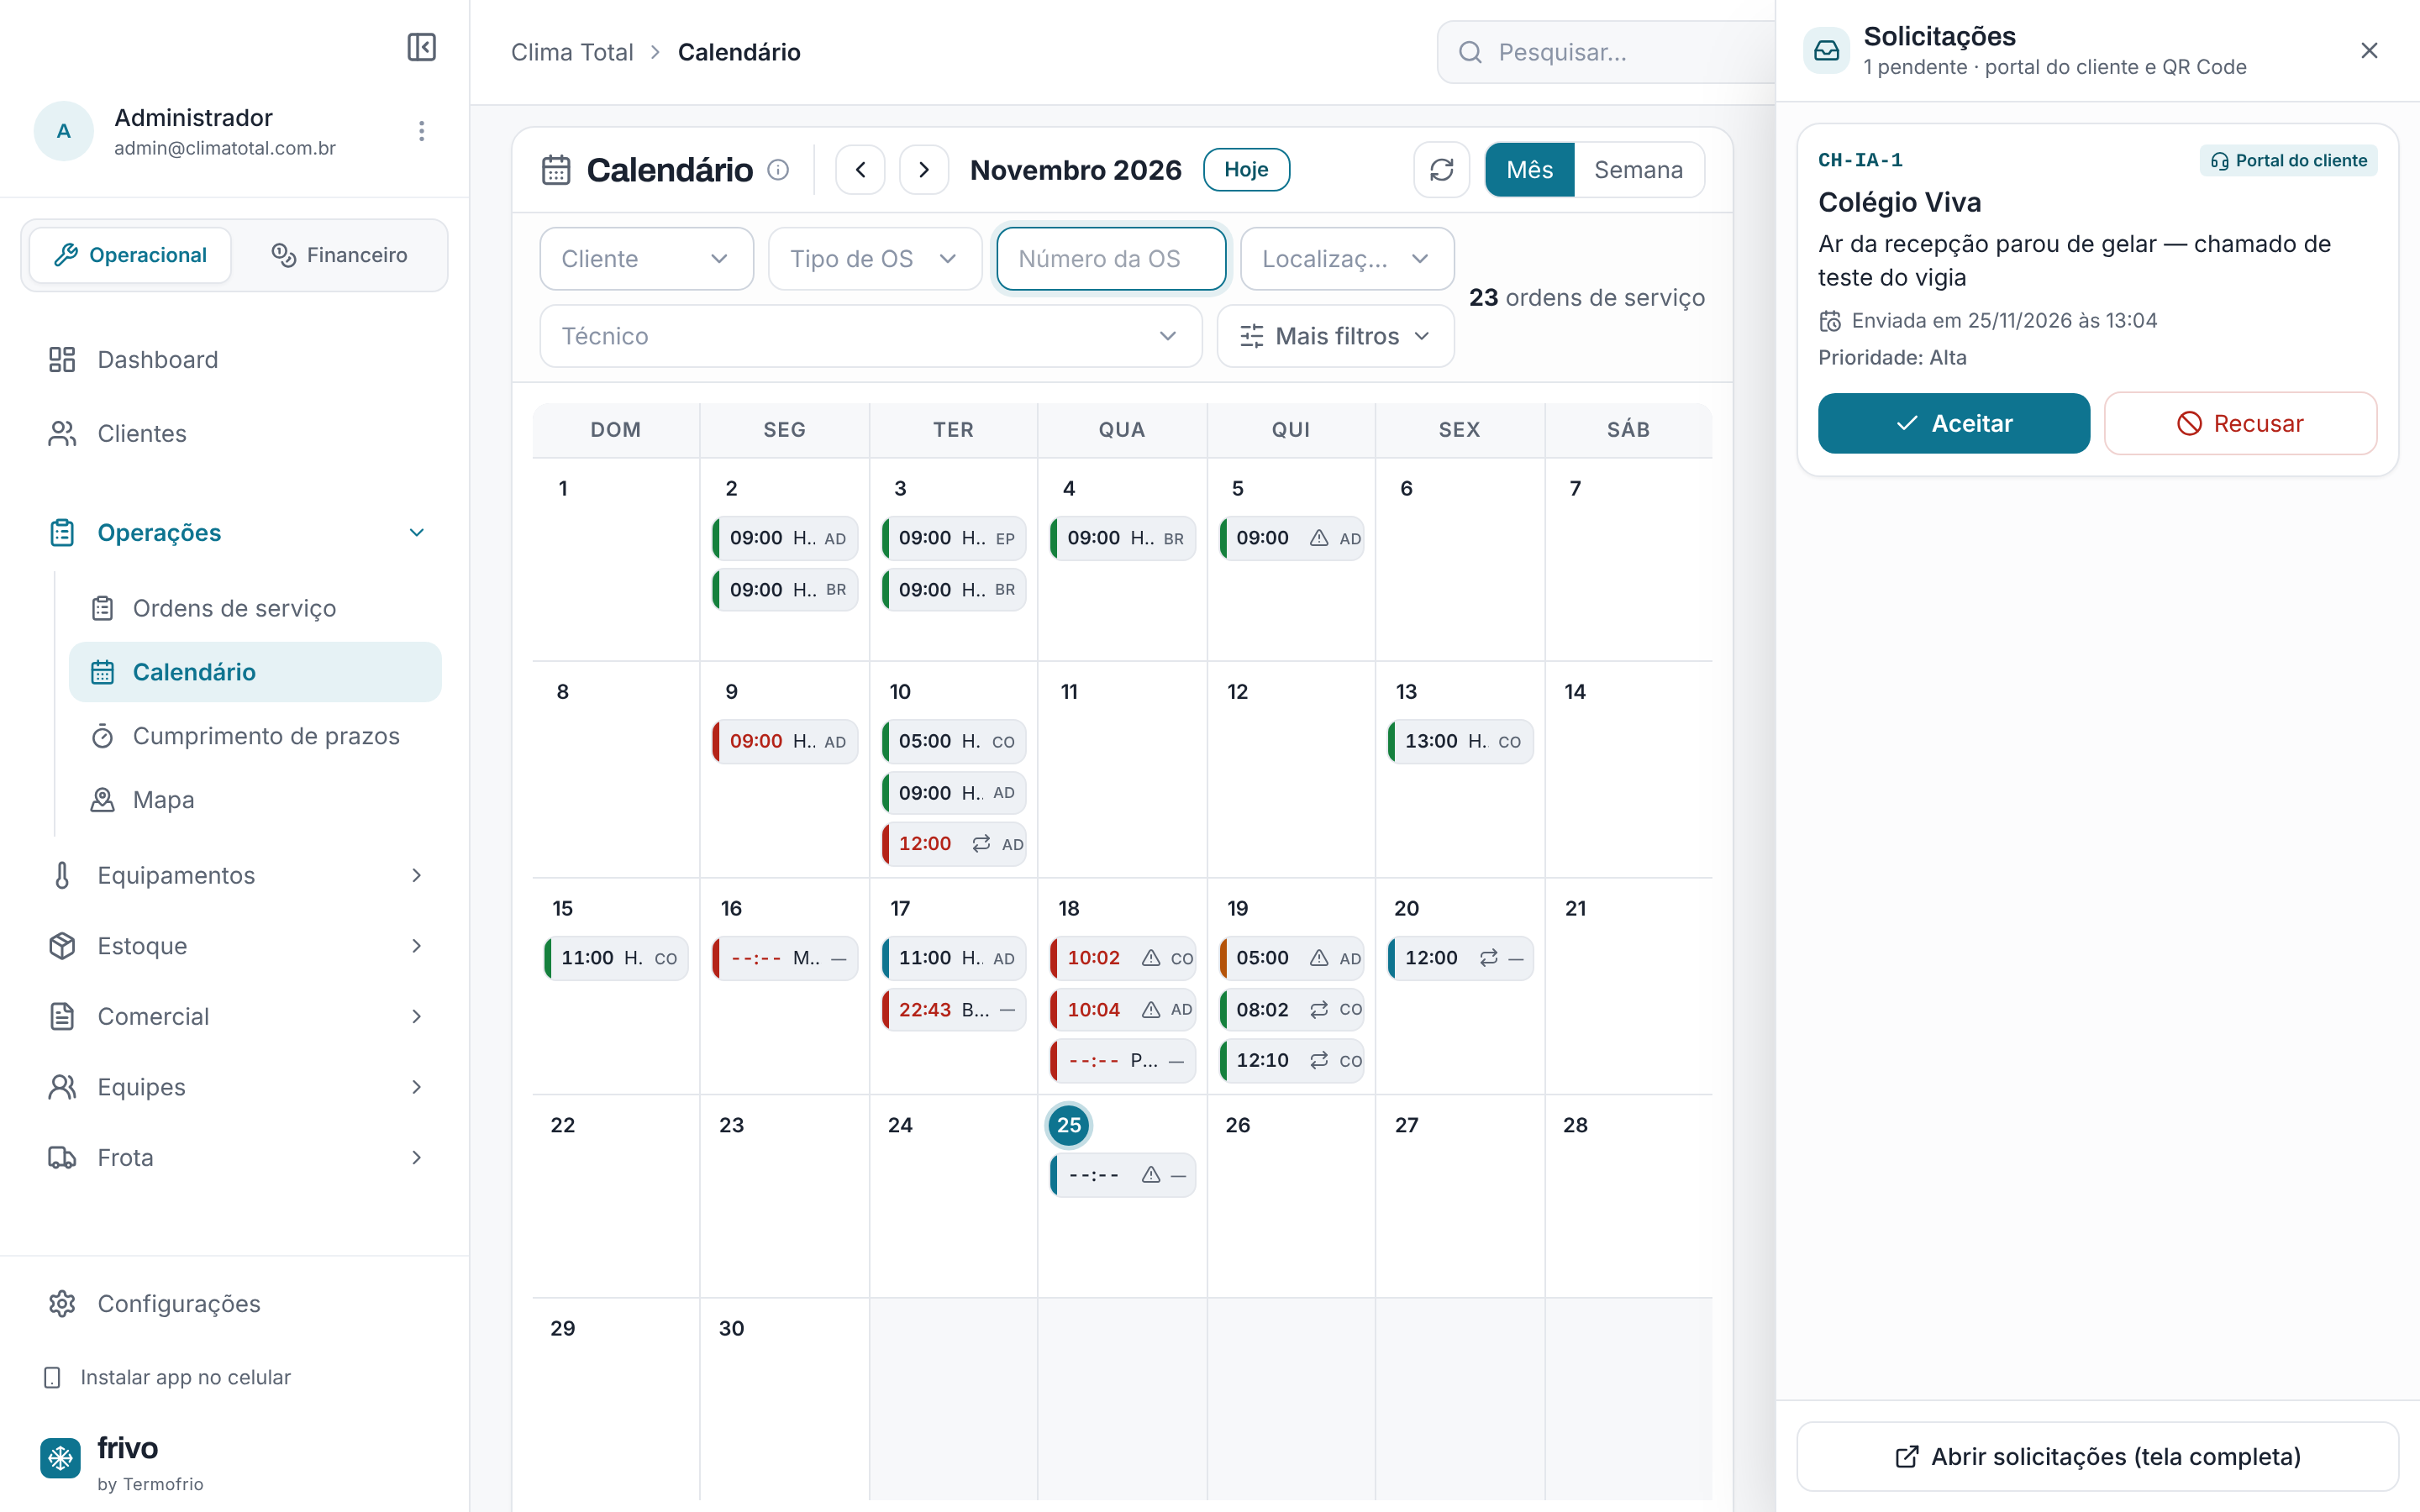 Administrador
A
admin@climatotal.com.br
Operacional
Financeiro
Dashboard
Clientes
Operações
Ordens de serviço
Calendário
Cumprimento de prazos
Mapa
Equipamentos
Estoque
Comercial
Equipes
Frota
Configurações
Instalar app no celular
frivo
by Termofrio
Clima Total > Calendário
Pesquisar...
Calendário
Novembro 2026
Hoje
Mês
Semana
Cliente
Tipo de OS
Número da OS
Localizaç...
23 ordens de serviço
Técnico
Mais filtros
DOM SEG TER QUA QUI SEX SÁB
1 2 3 4 5 6 7
09:00 H.. AD
09:00 H.. EP
09:00 H.. BR
09:00 AD
09:00 H.. BR
09:00 H.. BR
8 9 10 11 12 13 14
09:00 H.. AD
05:00 H. CO
13:00 H. CO
09:00 H. AD
12:00 AD
15 16 17 18 19 20 21
11:00 H. CO
--:-- M.. —
11:00 H. AD
10:02 CO
05:00 AD
12:00 —
22:43 B... —
10:04 AD
08:02 CO
--:-- P... —
12:10 CO
22 23 24 25 26 27 28
--:-- —
29 30
Solicitações
1 pendente · portal do cliente e QR Code
CH-IA-1
Portal do cliente
Colégio Viva
Ar da recepção parou de gelar — chamado de
teste do vigia
Enviada em 25/11/2026 às 13:04
Prioridade: Alta
Aceitar
Recusar
Abrir solicitações (tela completa)